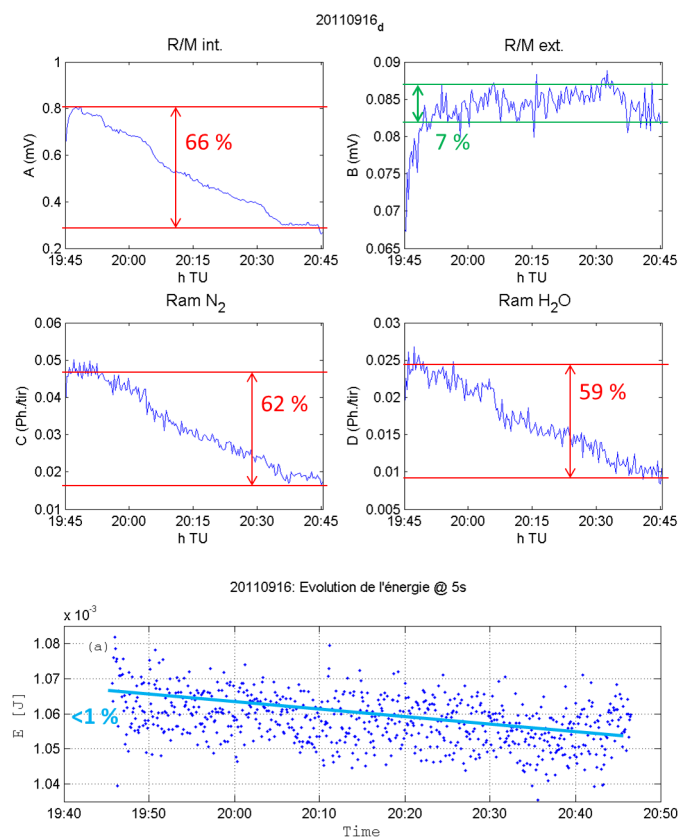 20110916d
R/M int.
R/M ext.
1
0.8
0.6
0.4
0.2
A (mV)
66 %
19:45 20:00 20:15 20:30 20:45
h TU
0.09
0.085
0.08
0.075
0.07
0.065
B (mV)
7 %
19:45 20:00 20:15 20:30 20:45
h TU
Ram N2
Ram H2O
0.06
0.05
0.04
0.03
0.02
0.01
C (Ph./tir)
62 %
19:45 20:00 20:15 20:30 20:45
h TU
0.03
0.025
0.02
0.015
0.01
0.005
D (Ph./tir)
59 %
19:45 20:00 20:15 20:30 20:45
h TU
20110916: Evolution de l'énergie @ 5s
x 10-3
(a)
1.08
1.07
1.06
1.05
1.04
E [J]
<1 %
19:40 19:50 20:00 20:10 20:20 20:30 20:40 20:50
Time